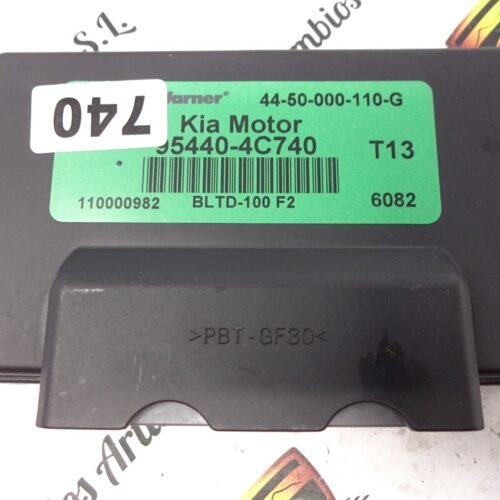 S.L.
740
Warner® 44-50-000-110-G
Kia Motor
95440-4C740 T13
110000982 BLTD-100 F2 6082
>PBT-GF30<